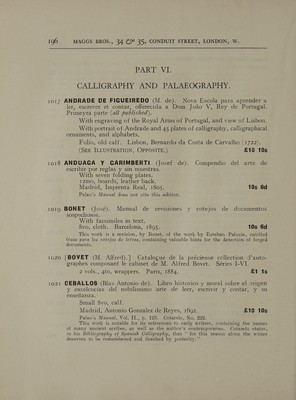 196 MAGGS BROS., 34 & 35, CONDUIT STREET, LONDON, W.
PART VI.
CALLIGRAPHY AND PALAEOGRAPHY.
1017 ANDRADE DE FIGUEIREDO (M. de). Nova Escola para aprender a
ler, escrever et contar, offerecida a Dom João V, Rey de Portugal.
Primeyra parte [all published].
With engraving of the Royal Arms of Portugal, and view of Lisbon.
With portrait of Andrade and 45 plates of calligraphy, calligraphical
ornaments, and alphabets.
Folio, old calf. Lisbon, Bernardo da Costa de Carvalho (1722).
(SEE ILLUSTRATION, OPPOSITE.) £10 10s
1018 ANDUAGA Y CARIMBERTI (José de). Compendio del arte de
escribir por reglas y sin muestras.
With seven folding plates.
12mo, boards, leather back.
Madrid, Imprenta Real, 1805. 10s 6d
Palau's Manual does not cite this edition.
1019 BONET (José). Manual de revisiones y cotejos de documentos
sospechosos.
With facsimiles in text.
8vo, cloth. Barcelona, 1895. 10s 6d
This work is a revision, by Bonet, of the work by Esteban Paluzie, entitled
Guia para los cotejos de letras, containing valuable hints for the detection of forged
documents.
1020 [BOVET (M. Alfred).] Catalogue de la précieuse collection d'auto-
graphes composant le cabinet de M. Alfred Bovet. Séries I-VI.
2 vols., 4to, wrappers. Paris, 1884. £1 1s
1021 CEBALLOS (Blas Antonio de). Libro historico y moral sobre el origen
y excelencias del nobilissimo arte de leer, escrivir y contar, y su
enseñanza.
Small 8vo, calf.
Madrid, Antonio Gonzalez de Reyes, 1692. £10 10s
Palau's Manual, Vol. II., p. 125. Cotarelo, No. 222.
This work is notable for its references to early writers, containing the names
of many ancient scribes, as well as the author's contemporaries. Cotarelo states,
in his Bibliography of Spanish Calligraphy, that " for this reason alone the writer
deserves to be remembered and thanked by posterity."